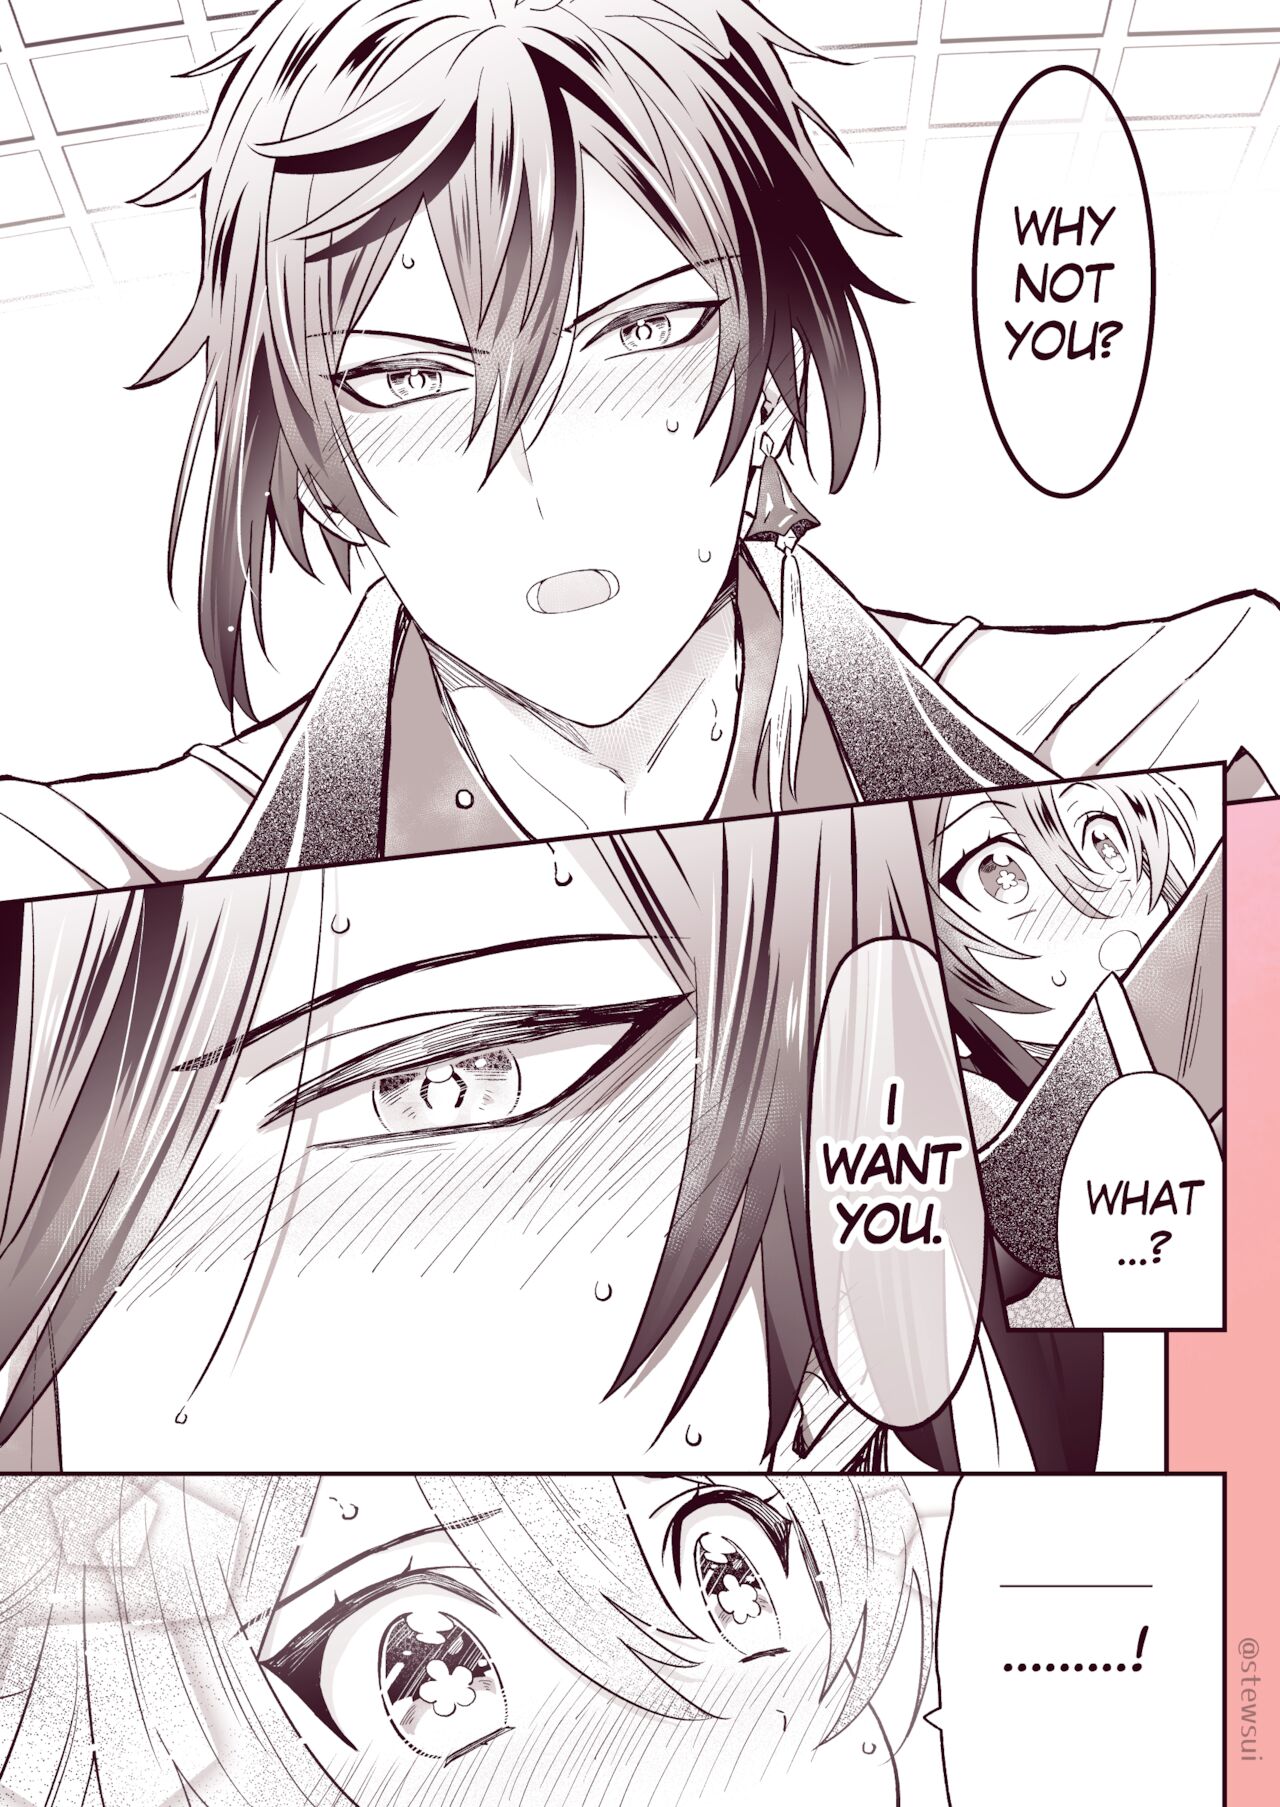 WHY
NOT
YOU?
WHAT
...?
I
WANT
YOU.
.........!
@stewsui